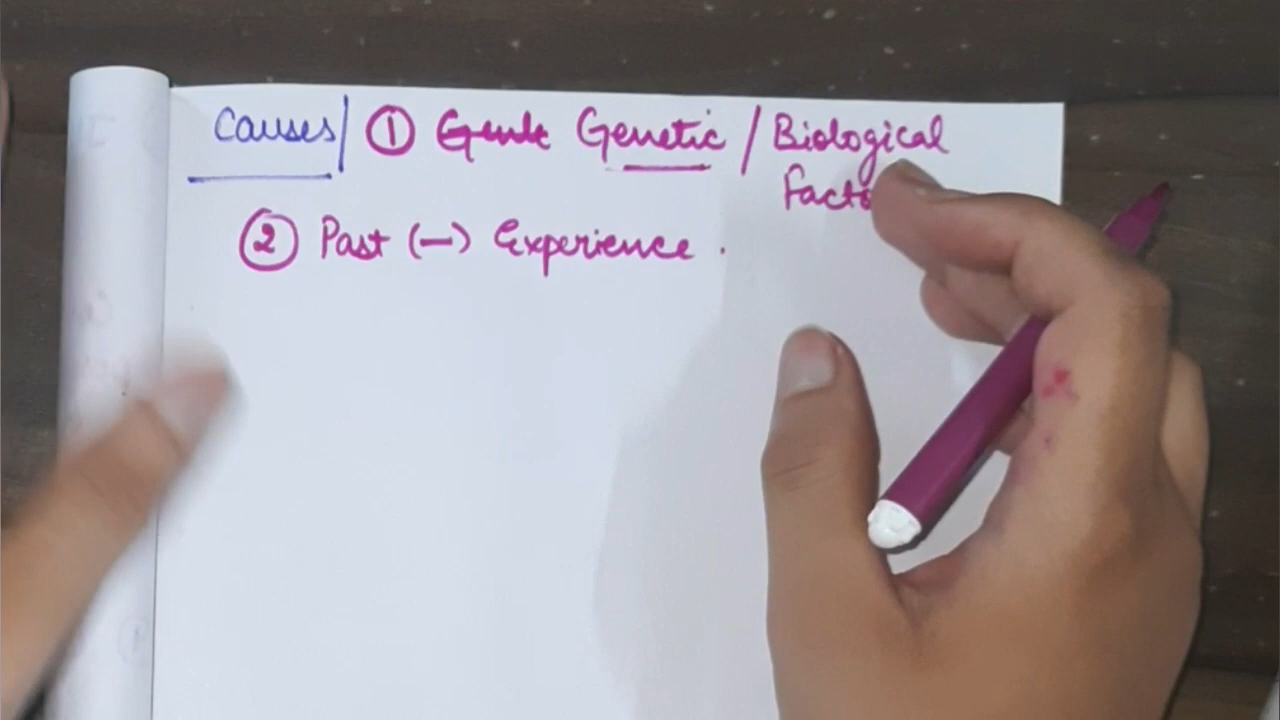 Causes/ ① Genetic / Biological
② Past (—) Experience .